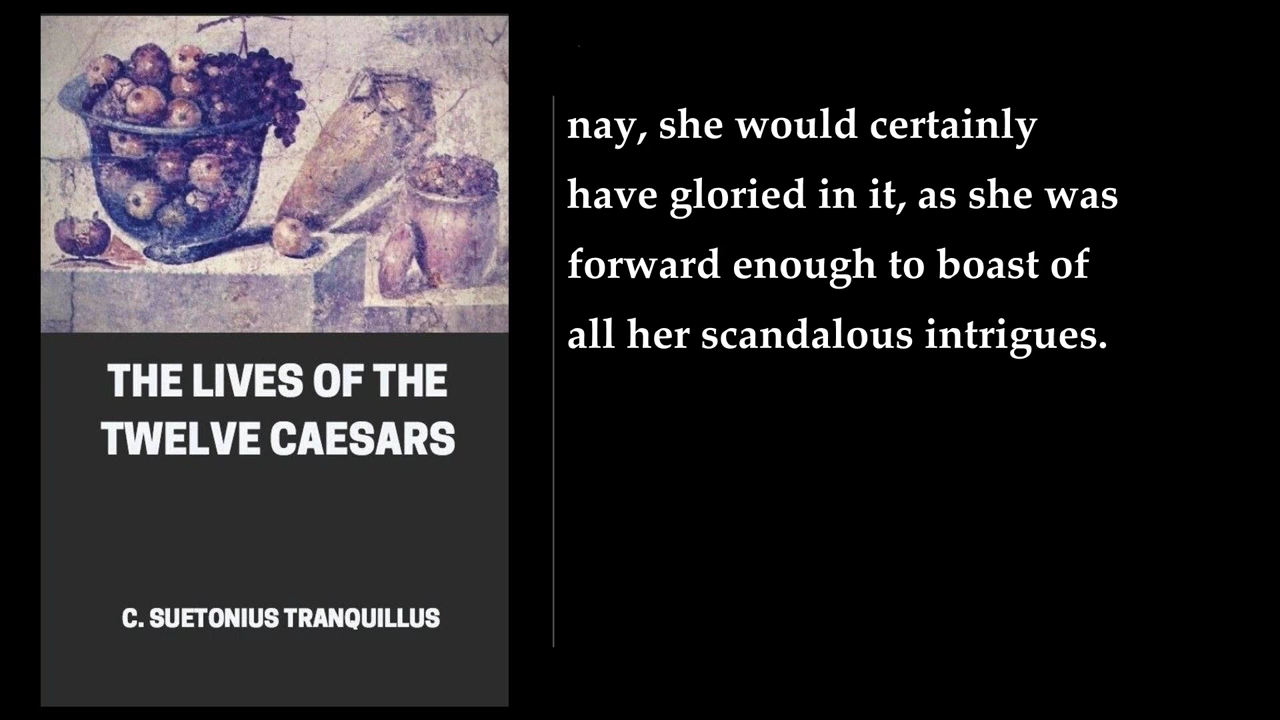 THE LIVES OF THE
TWELVE CAESARS
C. SUETONIUS TRANQUILLUS
nay, she would certainly
have gloried in it, as she was
forward enough to boast of
all her scandalous intrigues.